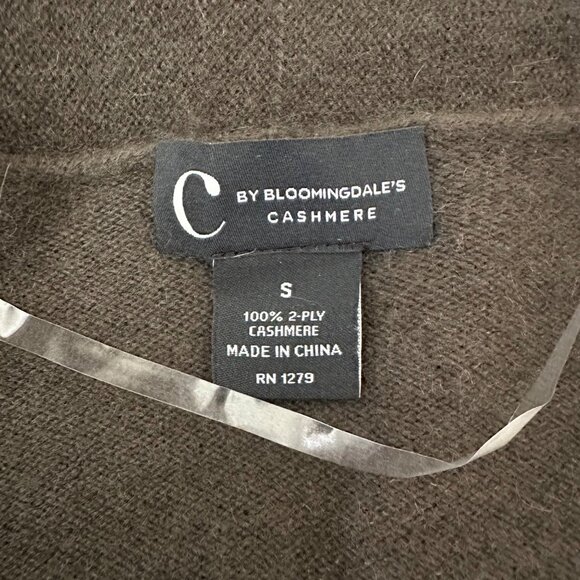 C BY BLOOMINGDALE'S
CASHMERE
S
100% 2-PLY
CASHMERE
MADE IN CHINA
RN 1279